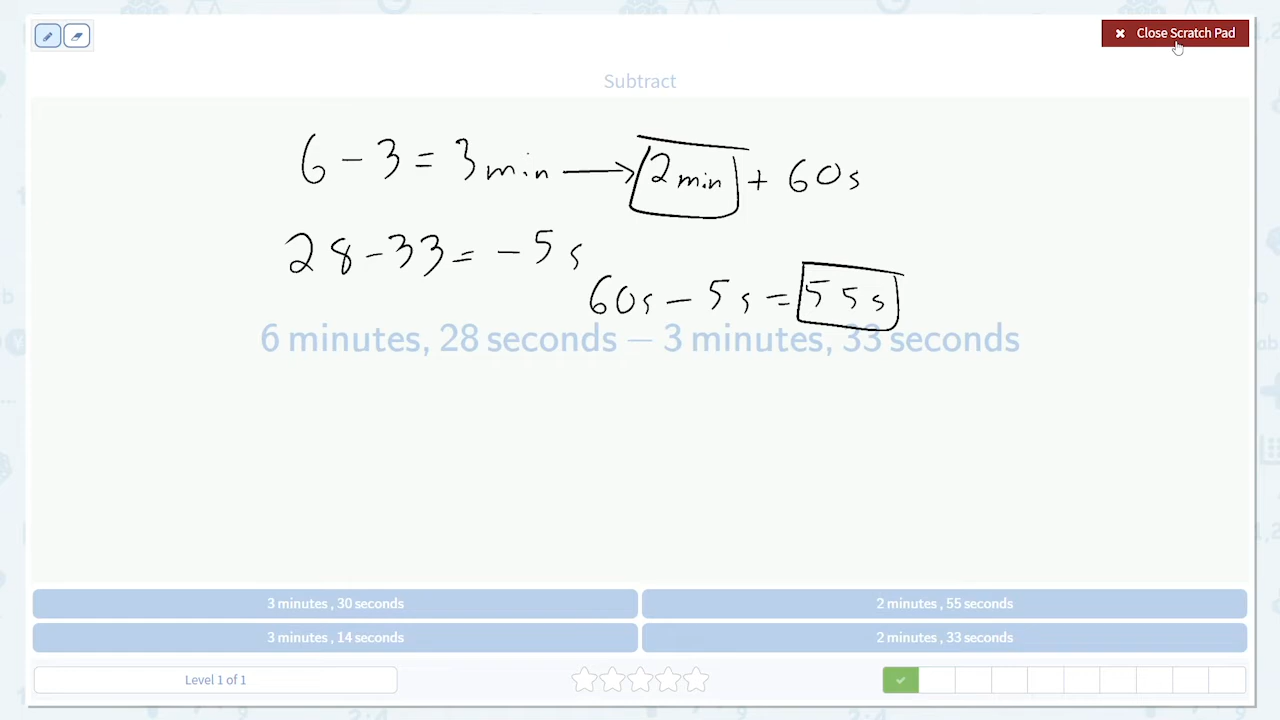 Close Scratch Pad
Subtract
6 - 3 = 3 min → 2 min + 60 s
28 - 33 = - 5 s
60 s - 5 s = 55 s
6 minutes, 28 seconds − 3 minutes, 33 seconds
3 minutes , 30 seconds
2 minutes , 55 seconds
3 minutes , 14 seconds
2 minutes , 33 seconds
Level 1 of 1